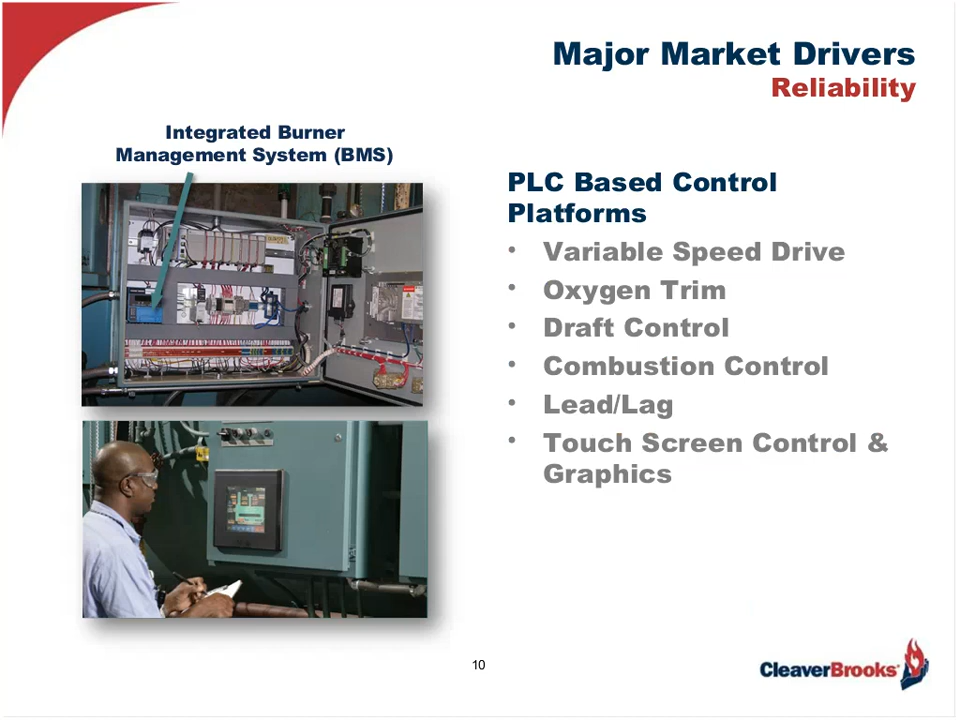 Major Market Drivers
Reliability
Integrated Burner
Management System (BMS)
PLC Based Control
Platforms
• Variable Speed Drive
• Oxygen Trim
• Draft Control
• Combustion Control
• Lead/Lag
• Touch Screen Control &
Graphics
10
CleaverBrooks